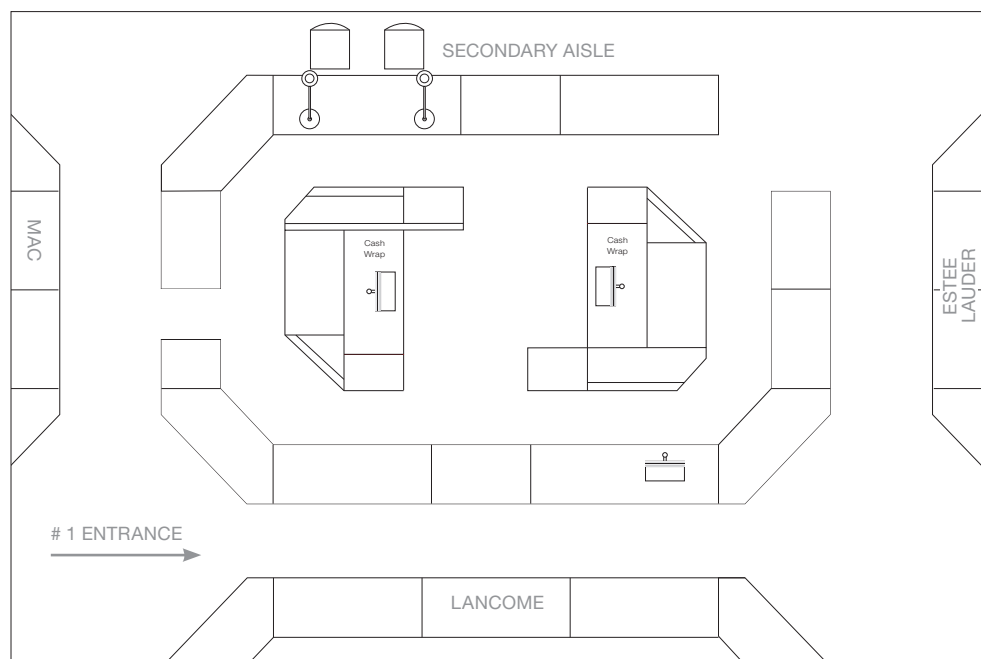 SECONDARY AISLE
MAC
Cash
Wrap
Cash
Wrap
ESTEE
LAUDER
# 1 ENTRANCE
LANCOME